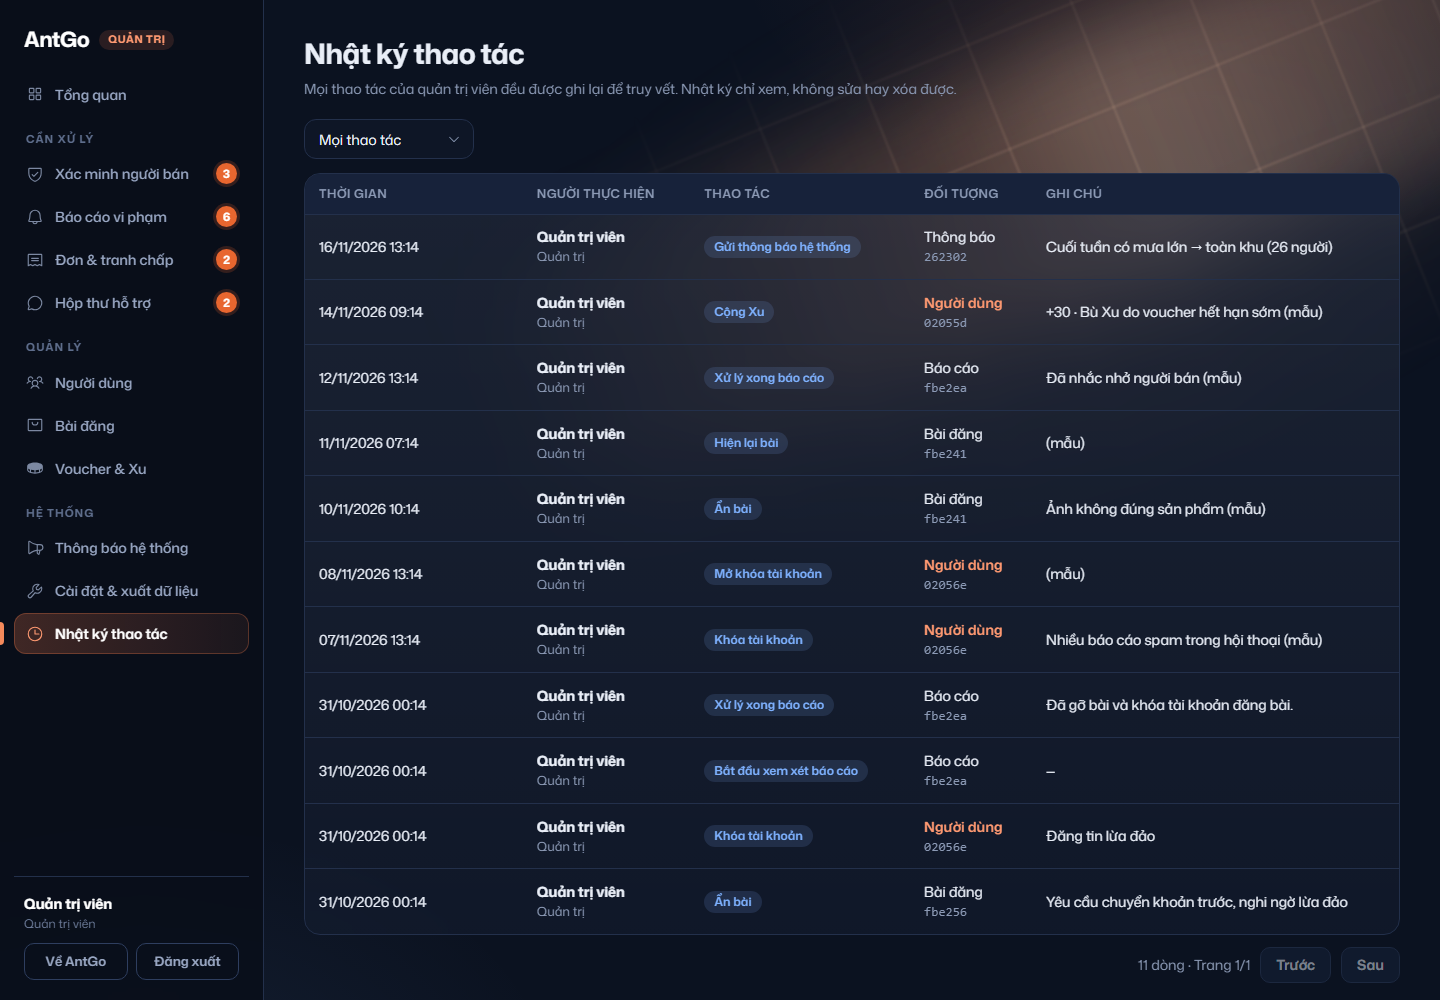 AntGo QUẢN TRỊ
Tổng quan
CẦN XỬ LÝ
Xác minh người bán 3
Báo cáo vi phạm 6
Đơn & tranh chấp 2
Hộp thư hỗ trợ 2
QUẢN LÝ
Người dùng
Bài đăng
Voucher & Xu
HỆ THỐNG
Thông báo hệ thống
Cài đặt & xuất dữ liệu
Nhật ký thao tác
Quản trị viên
Quản trị viên
Về AntGo Đăng xuất
Nhật ký thao tác
Mọi thao tác của quản trị viên đều được ghi lại để truy vết. Nhật ký chỉ xem, không sửa hay xóa được.
Mọi thao tác
THỜI GIAN NGƯỜI THỰC HIỆN THAO TÁC ĐỐI TƯỢNG GHI CHÚ
16/11/2026 13:14 Quản trị viên Gửi thông báo hệ thống Thông báo Cuối tuần có mưa lớn → toàn khu (26 người)
Quản trị 262302
14/11/2026 09:14 Quản trị viên Cộng Xu Người dùng +30 · Bù Xu do voucher hết hạn sớm (mẫu)
Quản trị 02055d
12/11/2026 13:14 Quản trị viên Xử lý xong báo cáo Báo cáo Đã nhắc nhở người bán (mẫu)
Quản trị fbe2ea
11/11/2026 07:14 Quản trị viên Hiện lại bài Bài đăng (mẫu)
Quản trị fbe241
10/11/2026 10:14 Quản trị viên Ẩn bài Bài đăng Ảnh không đúng sản phẩm (mẫu)
Quản trị fbe241
08/11/2026 13:14 Quản trị viên Mở khóa tài khoản Người dùng (mẫu)
Quản trị 02056e
07/11/2026 13:14 Quản trị viên Khóa tài khoản Người dùng Nhiều báo cáo spam trong hội thoại (mẫu)
Quản trị 02056e
31/10/2026 00:14 Quản trị viên Xử lý xong báo cáo Báo cáo Đã gỡ bài và khóa tài khoản đăng bài.
Quản trị fbe2ea
31/10/2026 00:14 Quản trị viên Bắt đầu xem xét báo cáo Báo cáo —
Quản trị fbe2ea
31/10/2026 00:14 Quản trị viên Khóa tài khoản Người dùng Đăng tin lừa đảo
Quản trị 02056e
31/10/2026 00:14 Quản trị viên Ẩn bài Bài đăng Yêu cầu chuyển khoản trước, nghi ngờ lừa đảo
Quản trị fbe256
11 dòng · Trang 1/1 Trước Sau